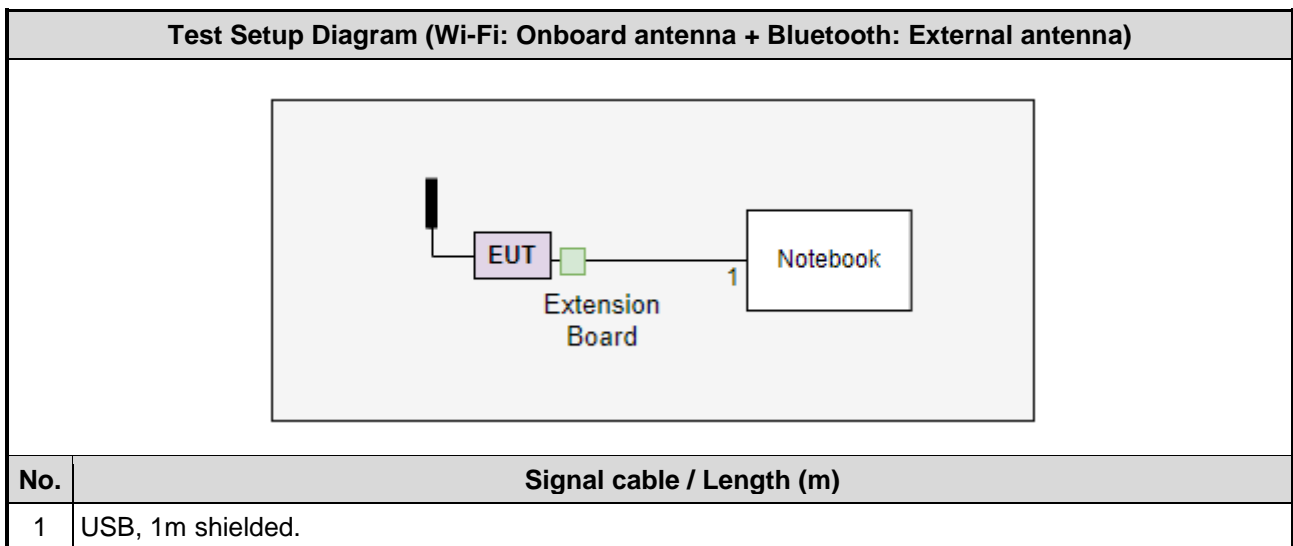 Test Setup Diagram (Wi-Fi: Onboard antenna + Bluetooth: External antenna)
EUT
Extension
Board
1
Notebook
No. Signal cable / Length (m)
1 USB, 1m shielded.